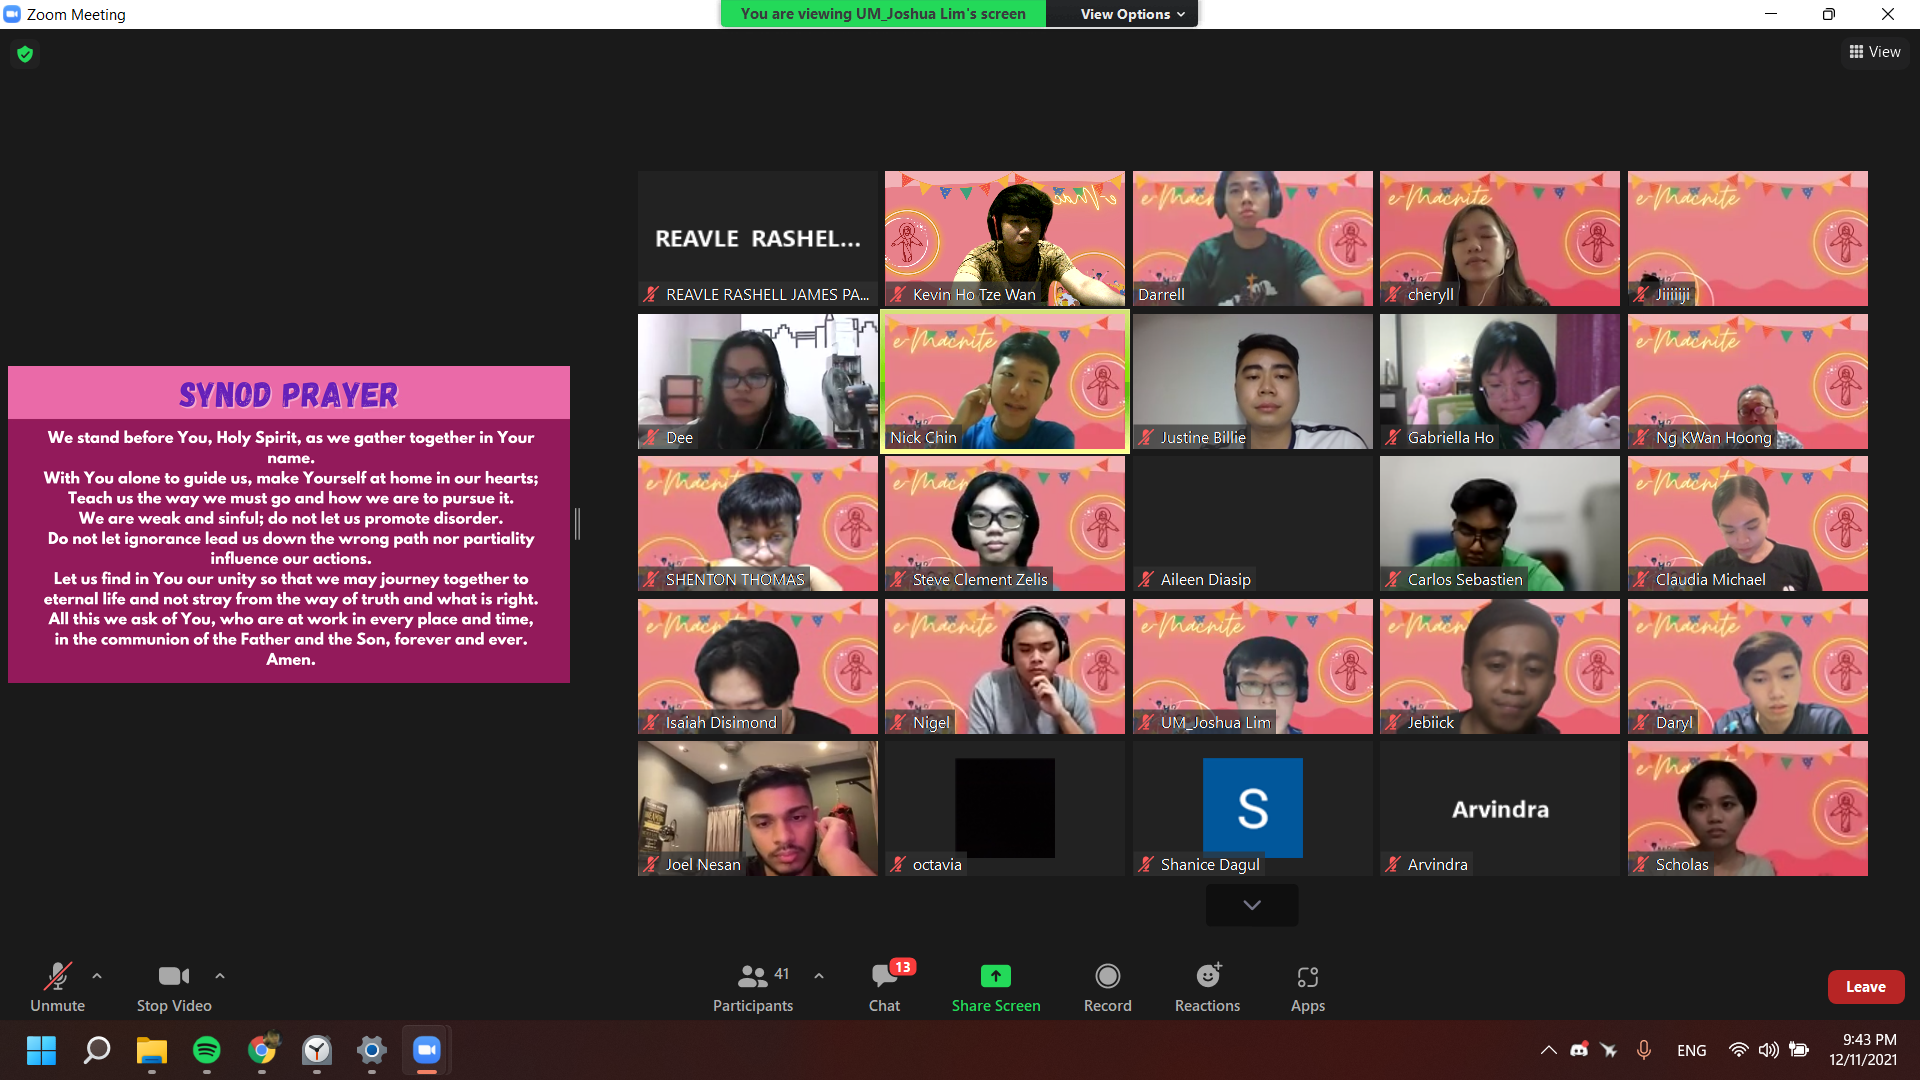 Zoom Meeting
You are viewing UM_Joshua Lim's screen
View Options
View
SYNOD PRAYER
We stand before You, Holy Spirit, as we gather together in Your
name.
With You alone to guide us, make Yourself at home in our hearts;
Teach us the way we must go and how we are to pursue it.
We are weak and sinful; do not let us promote disorder.
Do not let ignorance lead us down the wrong path nor partiality
influence our actions.
Let us find in You our unity so that we may journey together to
eternal life and not stray from the way of truth and what is right.
All this we ask of You, who are at work in every place and time,
in the communion of the Father and the Son, forever and ever.
Amen.
REAVLE RASHEL...
REAVLE RASHELL JAMES PA...
Kevin Ho Tze Wan
Darrell
e-Macnite
cheryll
e-Macnite
Jiiiiiji
Dee
e-Macnite
Nick Chin
Justine Billie
Gabriella Ho
e-Macnite
Ng KWan Hoong
SHENTON THOMAS
Steve Clement Zelis
Aileen Diasip
Carlos Sebastien
Claudia Michael
Isaiah Disimond
Nigel
e-Macnite
UM_Joshua Lim
Jebiick
e-Macnite
Daryl
Joel Nesan
octavia
S
Shanice Dagul
Arvindra
Arvindra
Scholas
Unmute
Stop Video
41
Participants
13
Chat
Share Screen
Record
Reactions
Apps
Leave
ENG
9:43 PM
12/11/2021